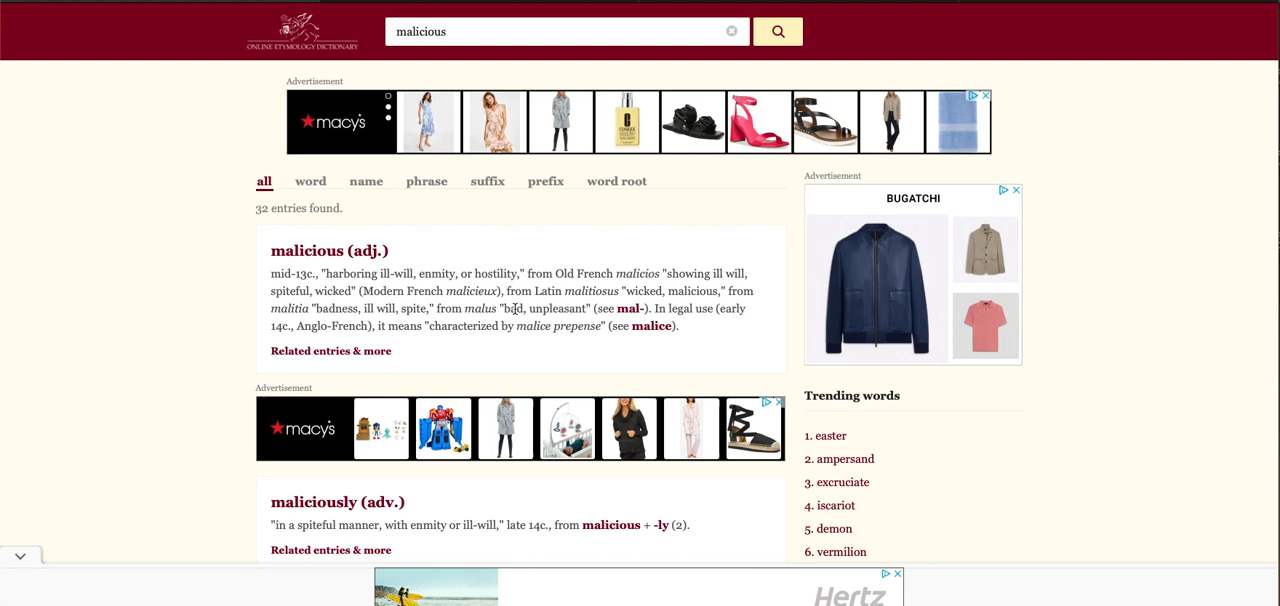 ONLINE ETYMOLOGY DICTIONARY
malicious
Advertisement
macy's
CLINIQUE
all word name phrase suffix prefix word root
32 entries found.
malicious (adj.)
mid-13c., "harboring ill-will, enmity, or hostility," from Old French malicios "showing ill will,
spiteful, wicked" (Modern French malicieux), from Latin malitiosus "wicked, malicious," from
malitia "badness, ill will, spite," from malus "bad, unpleasant" (see mal-). In legal use (early
14c., Anglo-French), it means "characterized by malice prepense" (see malice).
Related entries & more
Advertisement
macy's
maliciously (adv.)
"in a spiteful manner, with enmity or ill-will," late 14c., from malicious + -ly (2).
Related entries & more
Advertisement
BUGATCHI
Trending words
1. easter
2. ampersand
3. excruciate
4. iscariot
5. demon
6. vermilion
Hertz